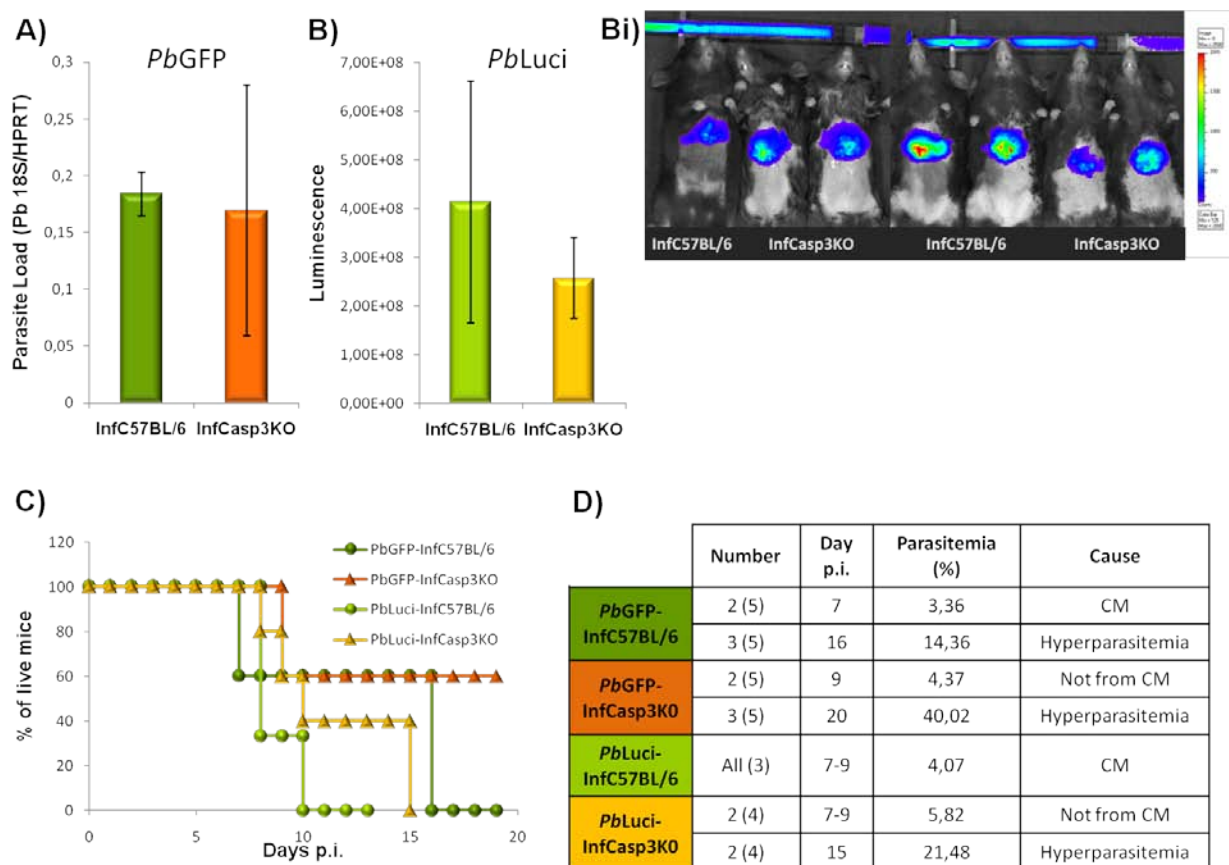 A)
PbGFP
Parasite Load (Pb 18S/HPRT)
0,3
0,25
0,2
0,15
0,1
0,05
0
InfC57BL/6
InfCasp3KO
B)
PbLuci
Luminescence
7,00E+08
6,00E+08
5,00E+08
4,00E+08
3,00E+08
2,00E+08
1,00E+08
0,00E+00
InfC57BL/6
InfCasp3KO
Bi)
InfC57BL/6
InfCasp3KO
InfC57BL/6
InfCasp3KO
C)
% of live mice
120
100
80
60
40
20
0
0
5
10
15
20
Days p.i.
PbGFP-InfC57BL/6
PbGFP-InfCasp3KO
PbLuci-InfC57BL/6
PbLuci-InfCasp3KO
D)
Number Day p.i. Parasitemia (%) Cause
PbGFP-InfC57BL/6 2 (5) 7 3,36 CM
3 (5) 16 14,36 Hyperparasitemia
PbGFP-InfCasp3K0 2 (5) 9 4,37 Not from CM
3 (5) 20 40,02 Hyperparasitemia
PbLuci-InfC57BL/6 All (3) 7-9 4,07 CM
PbLuci-InfCasp3K0 2 (4) 7-9 5,82 Not from CM
2 (4) 15 21,48 Hyperparasitemia